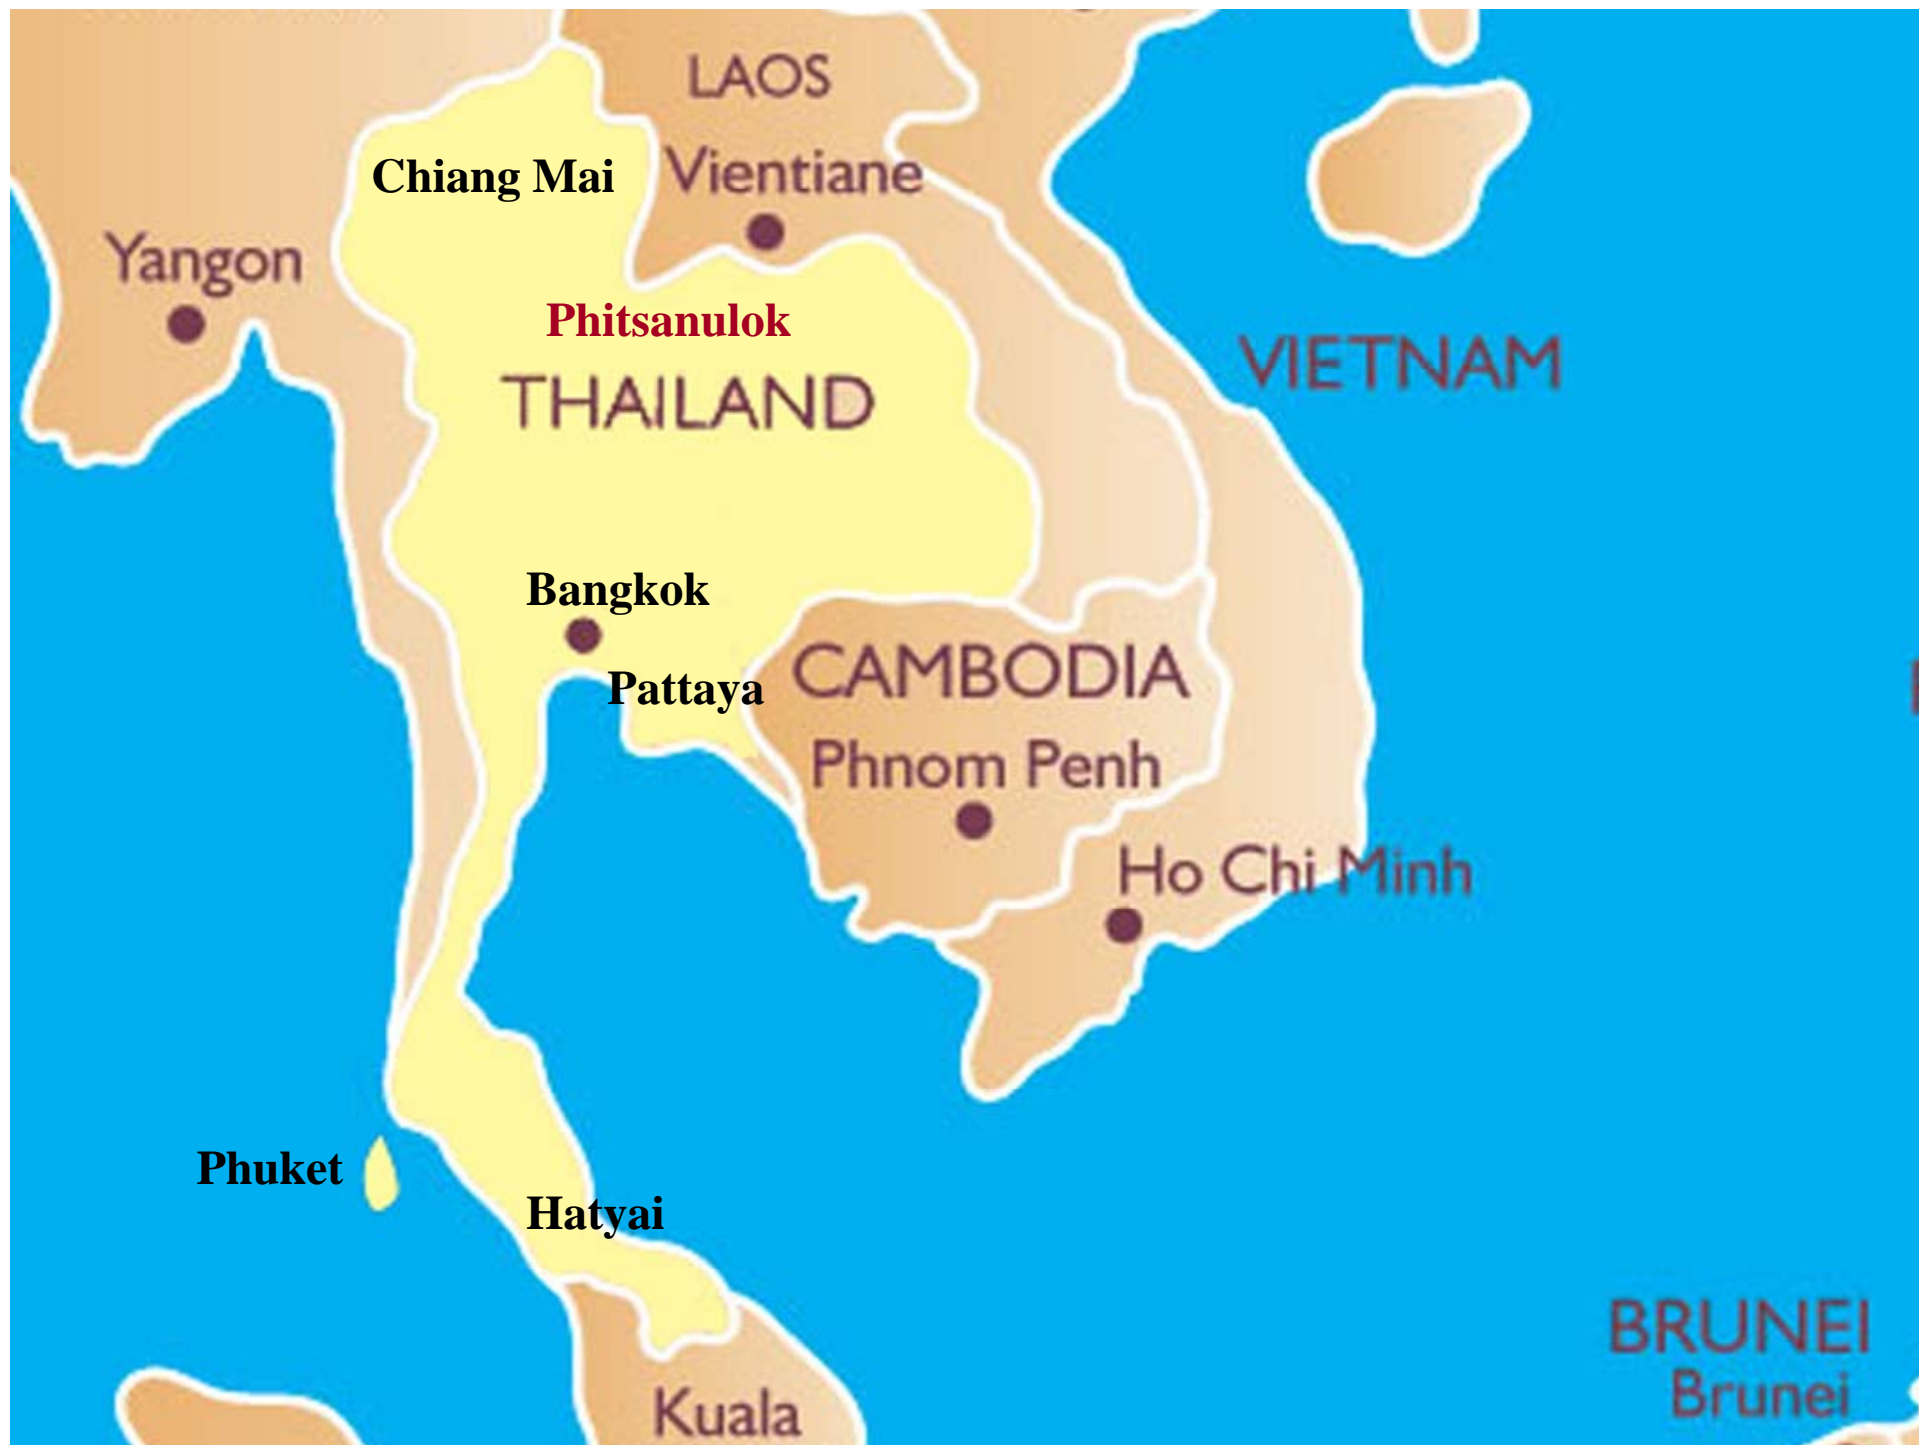 LAOS
Chiang Mai
Vientiane
Yangon
Phitsanulok
VIETNAM
THAILAND
Bangkok
CAMBODIA
Pattaya
Phnom Penh
Ho Chi Minh
Phuket
Hatyai
BRUNEI
Brunei
Kuala